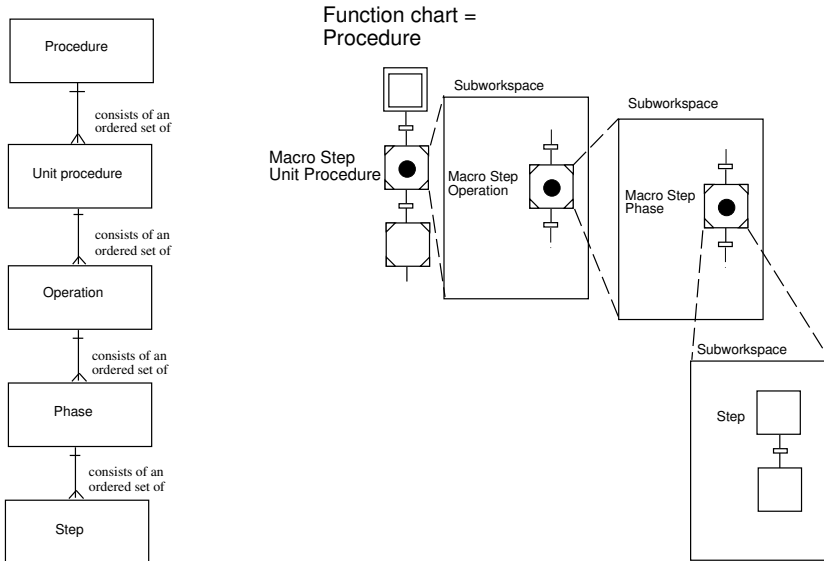 Procedure
consists of an
ordered set of
Unit procedure
consists of an
ordered set of
Operation
consists of an
ordered set of
Phase
consists of an
ordered set of
Step
Function chart =
Procedure
Macro Step
Unit Procedure
Subworkspace
Macro Step
Operation
Subworkspace
Macro Step
Phase
Subworkspace
Step